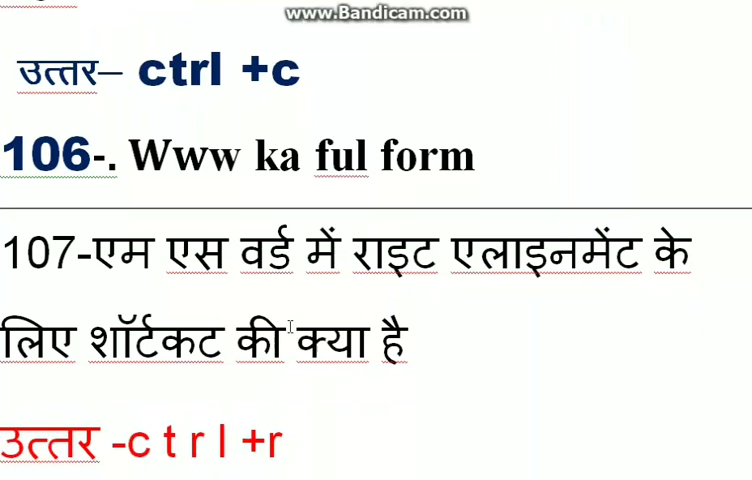 www.Bandicam.com
उत्तर– ctrl +c
106-. Www ka ful form
107-एम एस वर्ड में राइट एलाइनमेंट के
लिए शॉर्टकट की क्या है
उत्तर -c t r l +r